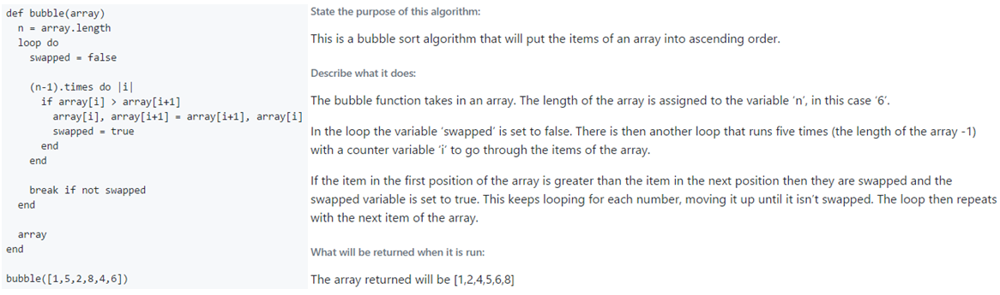 def bubble(array)
  n = array.length
  loop do
    swapped = false

    (n-1).times do |i|
      if array[i] > array[i+1]
        array[i], array[i+1] = array[i+1], array[i]
        swapped = true
      end
    end

    break if not swapped
  end

  array
end

bubble([1,5,2,8,4,6])
State the purpose of this algorithm:
This is a bubble sort algorithm that will put the items of an array into ascending order.
Describe what it does:
The bubble function takes in an array. The length of the array is assigned to the variable ‘n’, in this case ‘6’.
In the loop the variable ‘swapped’ is set to false. There is then another loop that runs five times (the length of the array -1)
with a counter variable ‘i’ to go through the items of the array.
If the item in the first position of the array is greater than the item in the next position then they are swapped and the
swapped variable is set to true. This keeps looping for each number, moving it up until it isn’t swapped. The loop then repeats
with the next item of the array.
What will be returned when it is run:
The array returned will be [1,2,4,5,6,8]